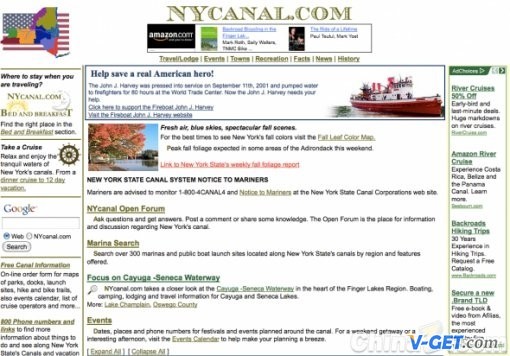 NYCANAL.COM
amazon.com
Backroad Bicycling in the
Finger Lak...
Mark Roth, Sally Walters,
TMMC Bike...
The Erie of a Lifetime
Paul Taubul, Mark Yost
Travel/Lodge | Events | Towns | Recreation | Facts | News | History
Where to stay when you
are traveling?
NYCANAL.COM
BED AND BREAKFAST
Find the right place in the
Bed and Breakfast section.
Take a Cruise
Relax and enjoy the
tranquil waters of
New York's canals. From a
dinner cruise to 12 day
vacation.
Google
Web NYcanal.com
Search
Free Canal Information
On-line order form for maps
of parks, docks, launch
sites, hike and bike trails,
also events calendar, list of
cruise operators and more...
800 Phone numbers and
links to find more
information about things to
do and see along New York
State's Canals and vacation
Help save a real American hero!
The John J. Harvey was pressed into service on September 11th, 2001 and pumped water
to firefighters for 80 hours at the World Trade Center. Now the John J. Harvey needs your
help.
Click here to support the Fireboat John J. Harvey
Visit the Fireboat John J. Harvey website
Fresh air, blue skies, spectacular fall scenes.
For the best times to see New York's fall colors visit the Fall Leaf Color Map.
Peak fall foliage expected in some areas of the Adirondack this weekend.
Link to New York State's weekly fall foliage report
NEW YORK STATE CANAL SYSTEM NOTICE TO MARINERS
Mariners are advised to monitor 1-800-4CANAL4 and Notice to Mariners at the New York State Canal Corporations web site.
NYcanal Open Forum
Ask questions and get answers. Post a comment or share some knowledge. The Open Forum is the place for information
and discussion regarding New York's canal.
Marina Search
Search over 300 marinas and public boat launch sites located along New York State's canals by region and features
offered.
Focus on Cayuga -Seneca Waterway
NYcanal.com takes a closer look at the Cayuga -Seneca Waterway in the heart of the Finger Lakes Region. Boating,
camping, lodging and travel information for Cayuga and Seneca Lakes.
More: Lake Champlain, Oswego County
Events
Dates, places and phone numbers for festivals and events planned around the canal. For a weekend getaway or a
interesting afternoon, visit the Events Calendar to help make your planning a breeze.
[ Expand All ] [ Collapse All ]
AdChoices
River Cruises
50% Off
Early-bird and
last-minute deals.
Huge markdowns
on river cruises.
RiverCruise.com
Amazon River
Cruise
Experience Costa
Rica, Belize and
the Panama
Canal. Learn
more.
Backroads
Hiking Trips
30 Years
Experience in
Hiking Trips.
Request a Free
Catalog.
www.Backroads.com
Secure a new
.Brand TLD
Free e-book &
video from Afilias,
the most
V-GET.com